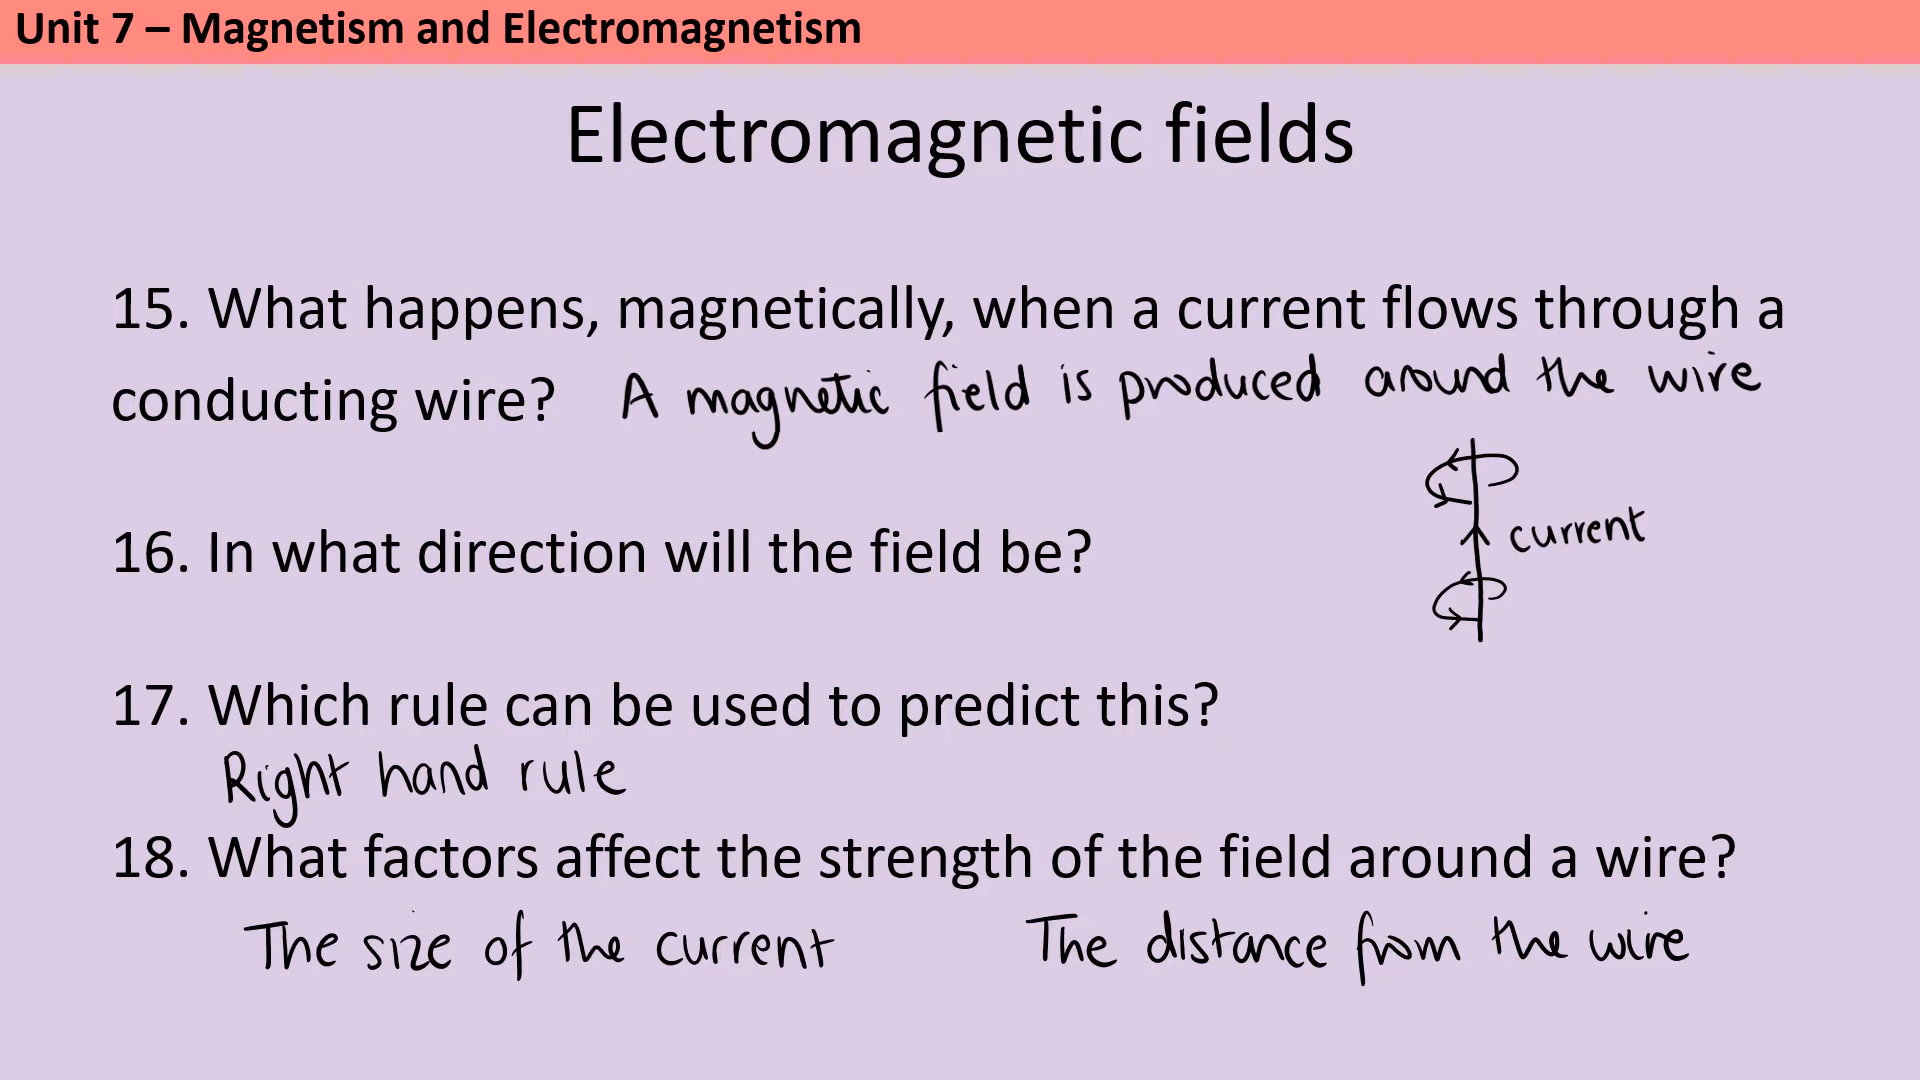 Unit 7 – Magnetism and Electromagnetism
Electromagnetic fields
15. What happens, magnetically, when a current flows through a
conducting wire? A magnetic field is produced around the wire
16. In what direction will the field be?
current
17. Which rule can be used to predict this?
Right hand rule
18. What factors affect the strength of the field around a wire?
The size of the current The distance from the wire